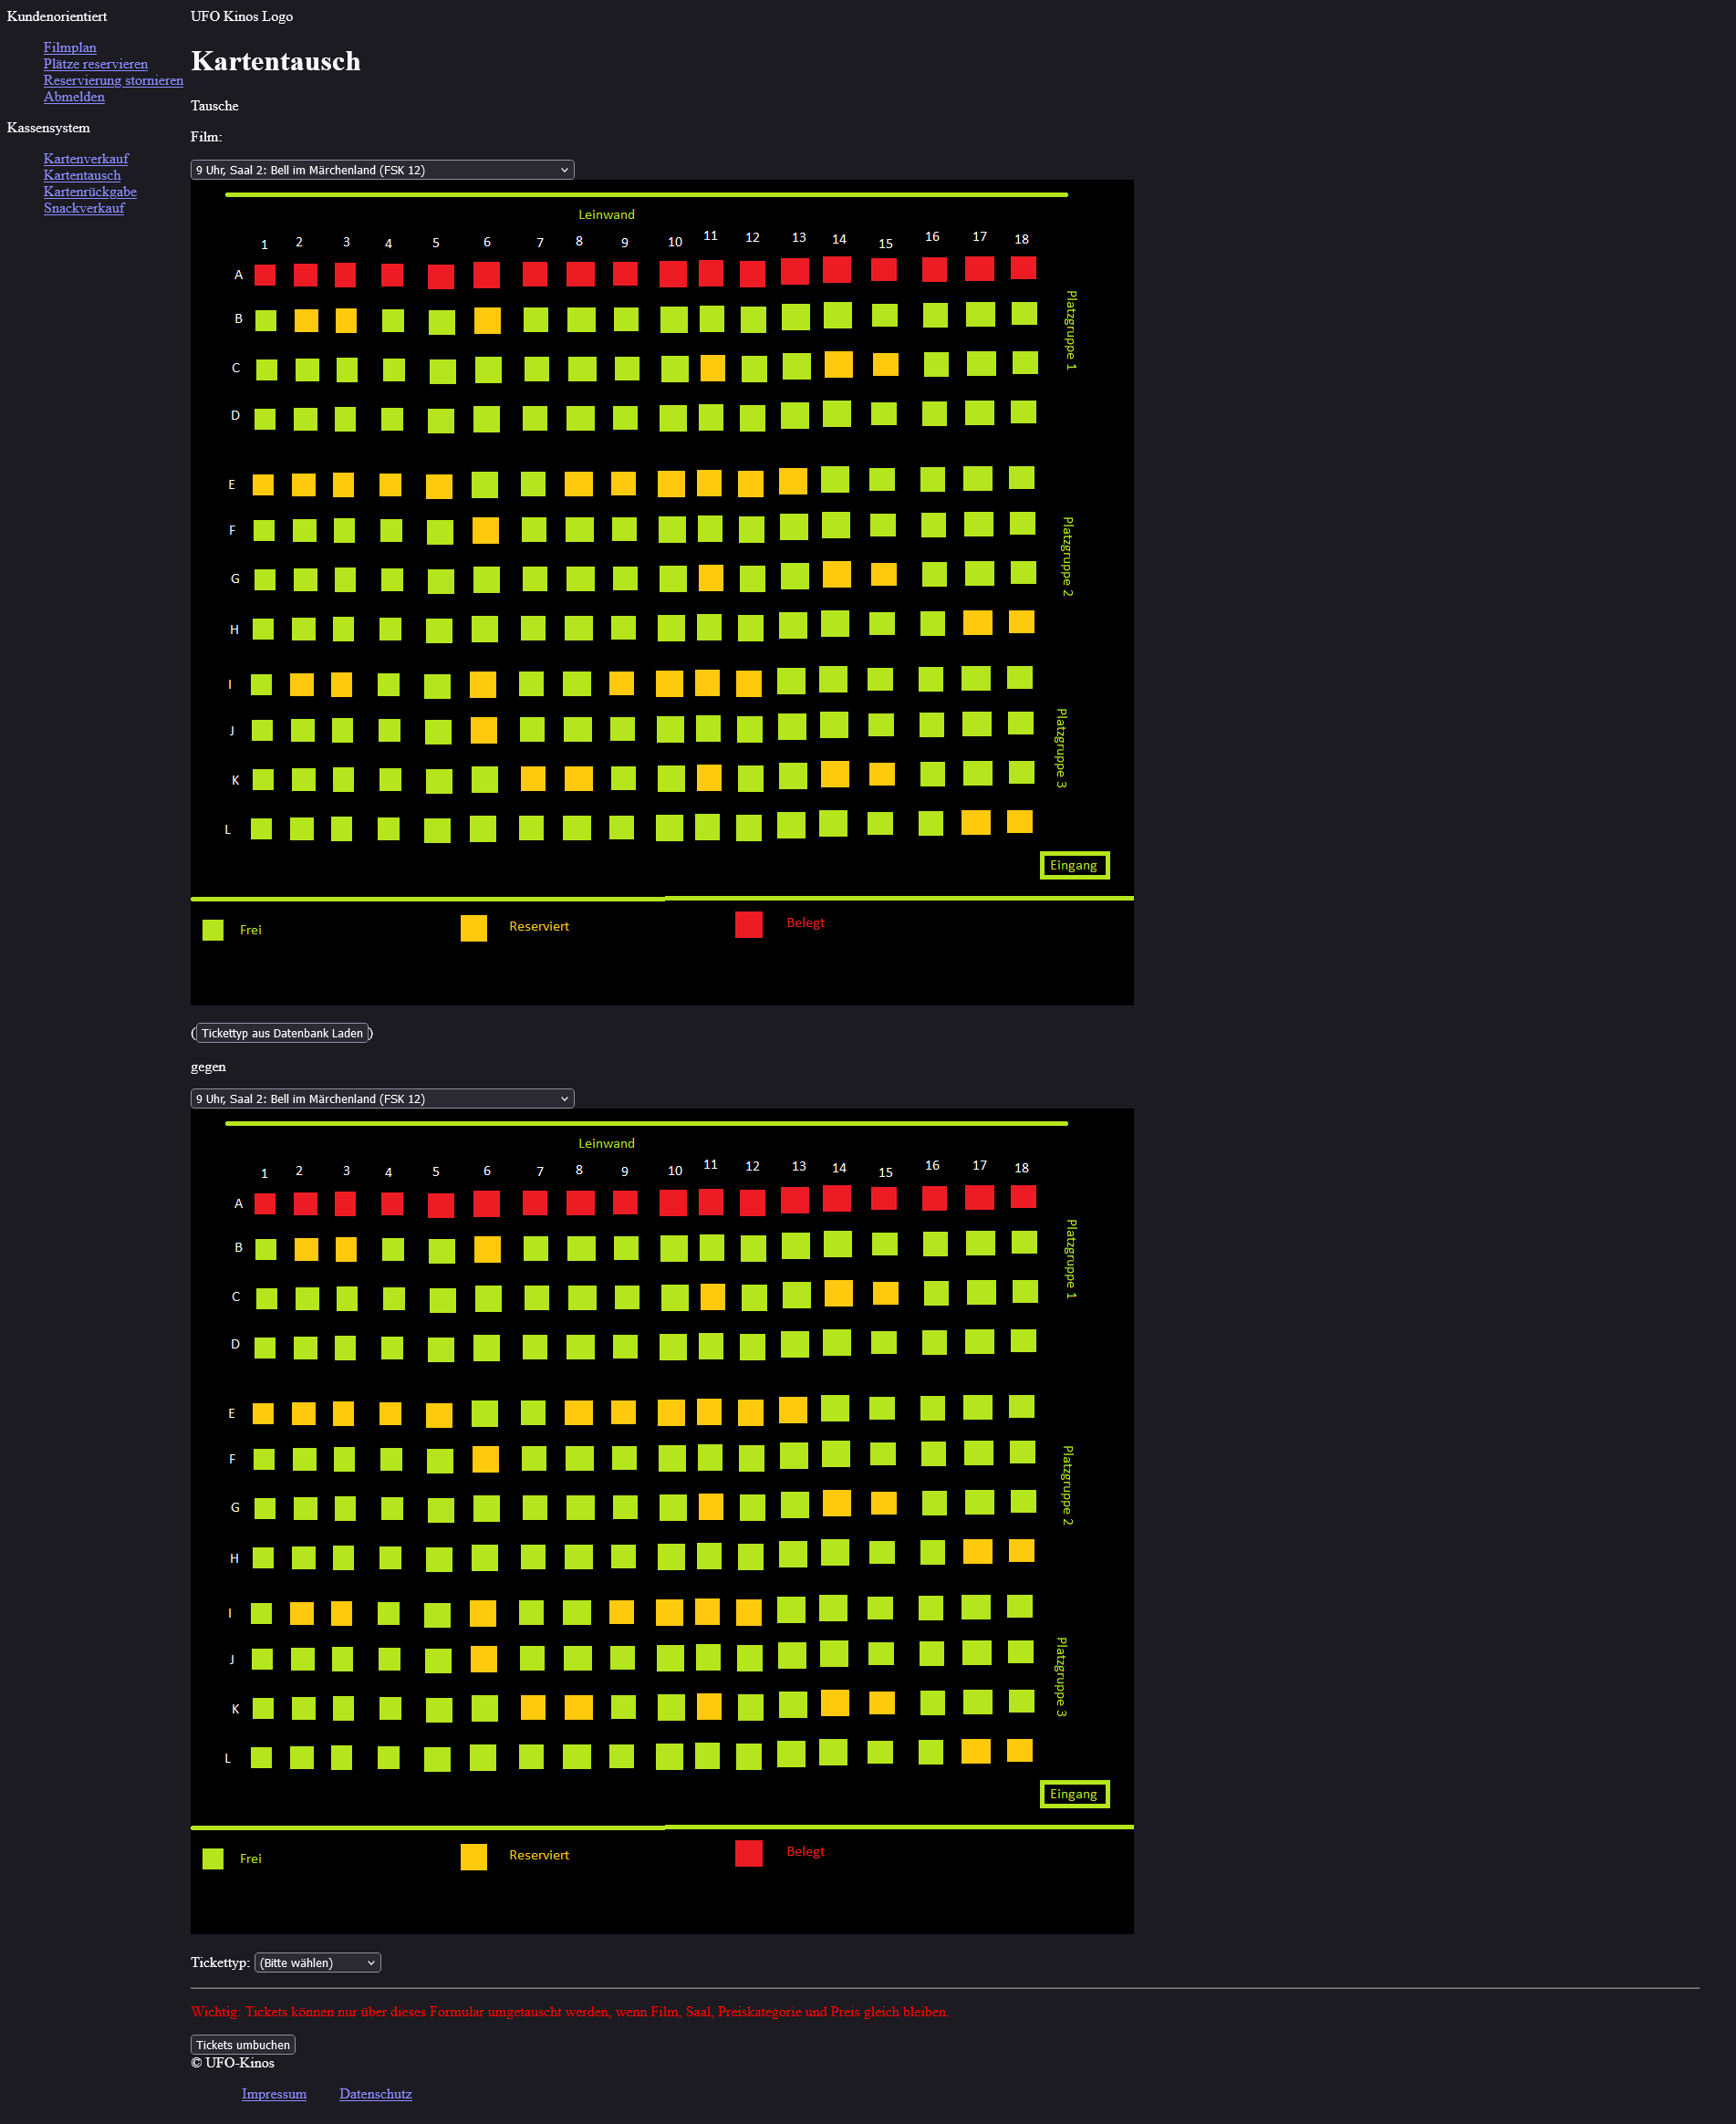 Kundenorientiert
Filmplan
Plätze reservieren
Reservierung stornieren
Abmelden
Kassensystem
Kartenverkauf
Kartentausch
Kartenrückgabe
Snackverkauf
UFO Kinos Logo
Kartentausch
Tausche
Film:
9 Uhr, Saal 2: Bell im Märchenland (FSK 12)
Leinwand
1 2 3 4 5 6 7 8 9 10 11 12 13 14 15 16 17 18
A
B
C
D
Platzgruppe 1
E
F
G
H
Platzgruppe 2
I
J
K
L
Platzgruppe 3
Eingang
Frei Reserviert Belegt
(Tickettyp aus Datenbank Laden)
gegen
9 Uhr, Saal 2: Bell im Märchenland (FSK 12)
Leinwand
1 2 3 4 5 6 7 8 9 10 11 12 13 14 15 16 17 18
A
B
C
D
Platzgruppe 1
E
F
G
H
Platzgruppe 2
I
J
K
L
Platzgruppe 3
Eingang
Frei Reserviert Belegt
Tickettyp: (Bitte wählen)
Wichtig: Tickets können nur über dieses Formular umgetauscht werden, wenn Film, Saal, Preiskategorie und Preis gleich bleiben.
Tickets umbuchen
© UFO-Kinos
Impressum Datenschutz